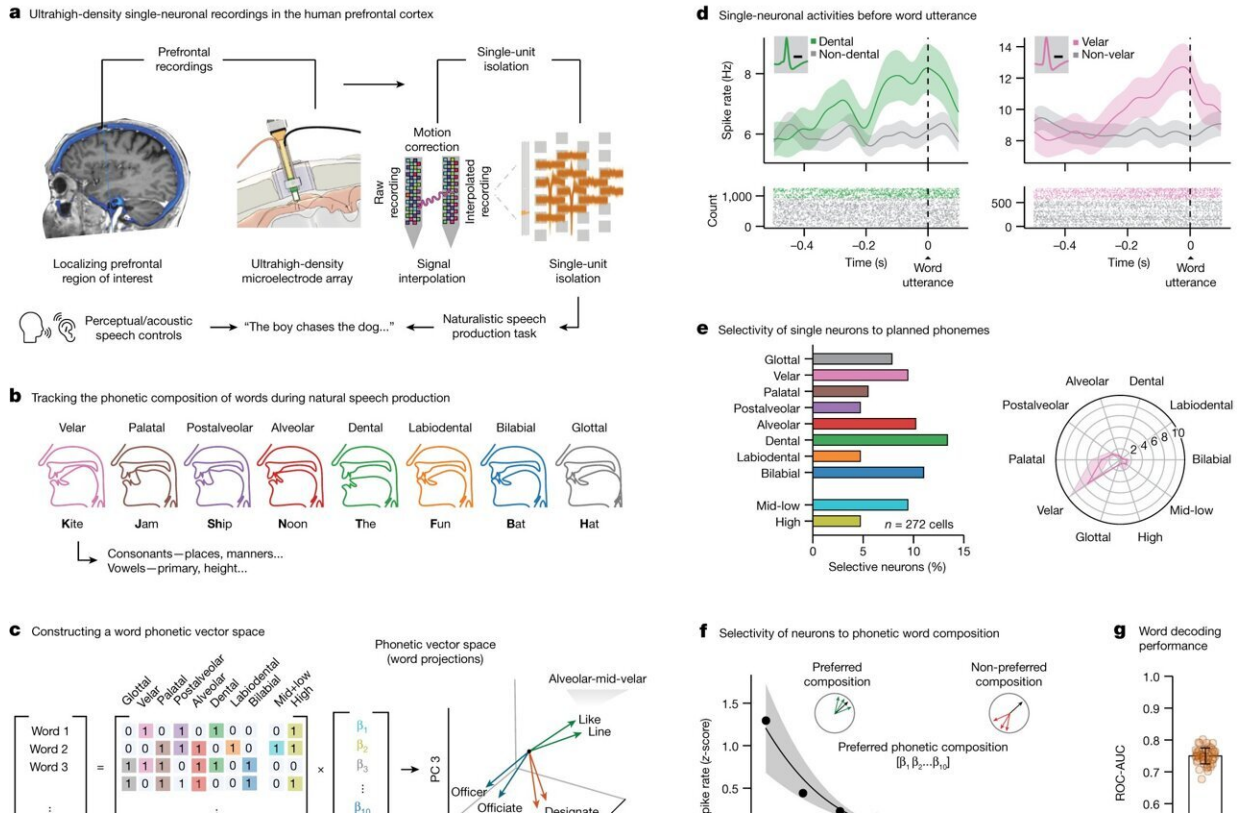 a Ultrahigh-density single-neuronal recordings in the human prefrontal cortex
Prefrontal
recordings
Single-unit
isolation
Motion
correction
Raw
recording
Interpolated
recording
Localizing prefrontal
region of interest
Ultrahigh-density
microelectrode array
Signal
interpolation
Single-unit
isolation
Perceptual/acoustic
speech controls
"The boy chases the dog..."
Naturalistic speech
production task
b Tracking the phonetic composition of words during natural speech production
Velar Palatal Postalveolar Alveolar Dental Labiodental Bilabial Glottal
Kite Jam Ship Noon The Fun Bat Hat
Consonants—places, manners...
Vowels—primary, height...
c Constructing a word phonetic vector space
Glottal
Velar
Palatal
Postalveolar
Alveolar
Dental
Labiodental
Bilabial
Mid-low
High
Word 1
Word 2
Word 3
⋮
=
0 1 0 1 0 1 0 0 0 1
0 0 1 1 1 0 1 0 1 1
1 1 1 0 1 1 0 1 0 1
1 0 1 0 1 0 0 1 0 1
×
β1
β2
β3
⋮
β10
Phonetic vector space
(word projections)
Alveolar-mid-velar
PC 3
Like
Line
Officer
Officiate
Designate
d Single-neuronal activities before word utterance
Dental
Non-dental
Spike rate (Hz)
8
6
Count
1,000
0
−0.4 −0.2 0
Time (s)
Word
utterance
Velar
Non-velar
14
12
10
8
500
0
−0.4 −0.2 0
Time (s)
Word
utterance
e Selectivity of single neurons to planned phonemes
Glottal
Velar
Palatal
Postalveolar
Alveolar
Dental
Labiodental
Bilabial
Mid-low
High
n = 272 cells
0 5 10 15
Selective neurons (%)
Alveolar Dental
Postalveolar Labiodental
2 4 6 8 10
Palatal Bilabial
Velar Mid-low
Glottal High
f Selectivity of neurons to phonetic word composition
Preferred
composition
Non-preferred
composition
Preferred phonetic composition
[β1 β2...β10]
1.5
1.0
0.5
rate (z-score)
g Word decoding
performance
1.0
0.9
0.8
0.7
0.6
ROC-AUC